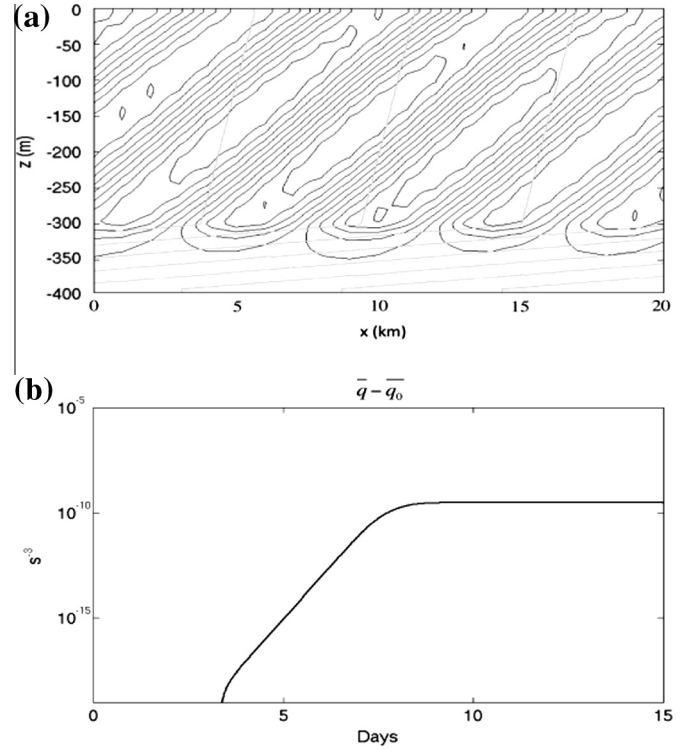 (a)
0
-50
-100
-150
-200
-250
-300
-350
-400
z (m)
0 5 10 15 20
x (km)
(b)
q̅ – q̅₀
10⁻⁵
10⁻¹⁰
10⁻¹⁵
s⁻³
0 5 10 15
Days